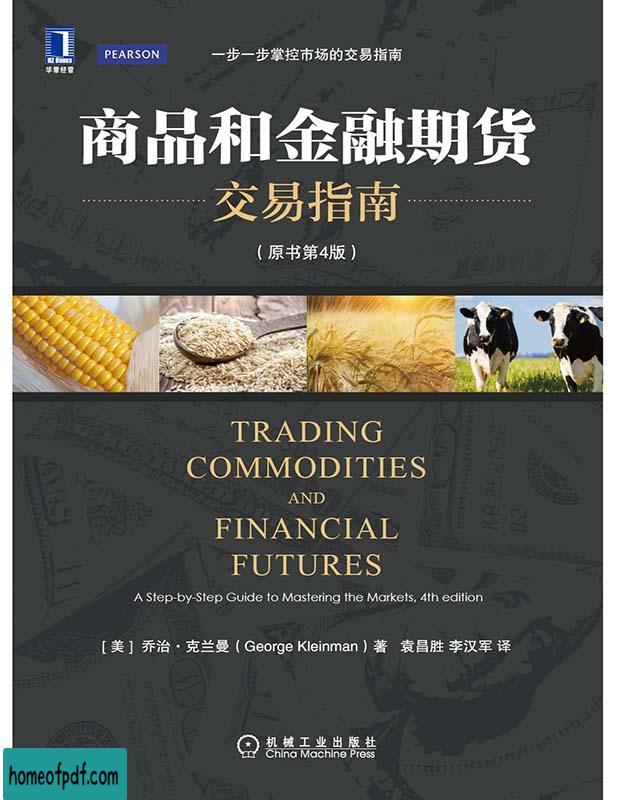 HZ Books
华章经管
PEARSON
一步一步掌控市场的交易指南
商品和金融期货
交易指南
（原书第4版）
TRADING
COMMODITIES
AND
FINANCIAL
FUTURES
A Step-by-Step Guide to Mastering the Markets, 4th edition
［美］乔治·克兰曼（George Kleinman）著 袁昌胜 李汉军 译
机械工业出版社
China Machine Press
homeofpdf.com
KB 252910